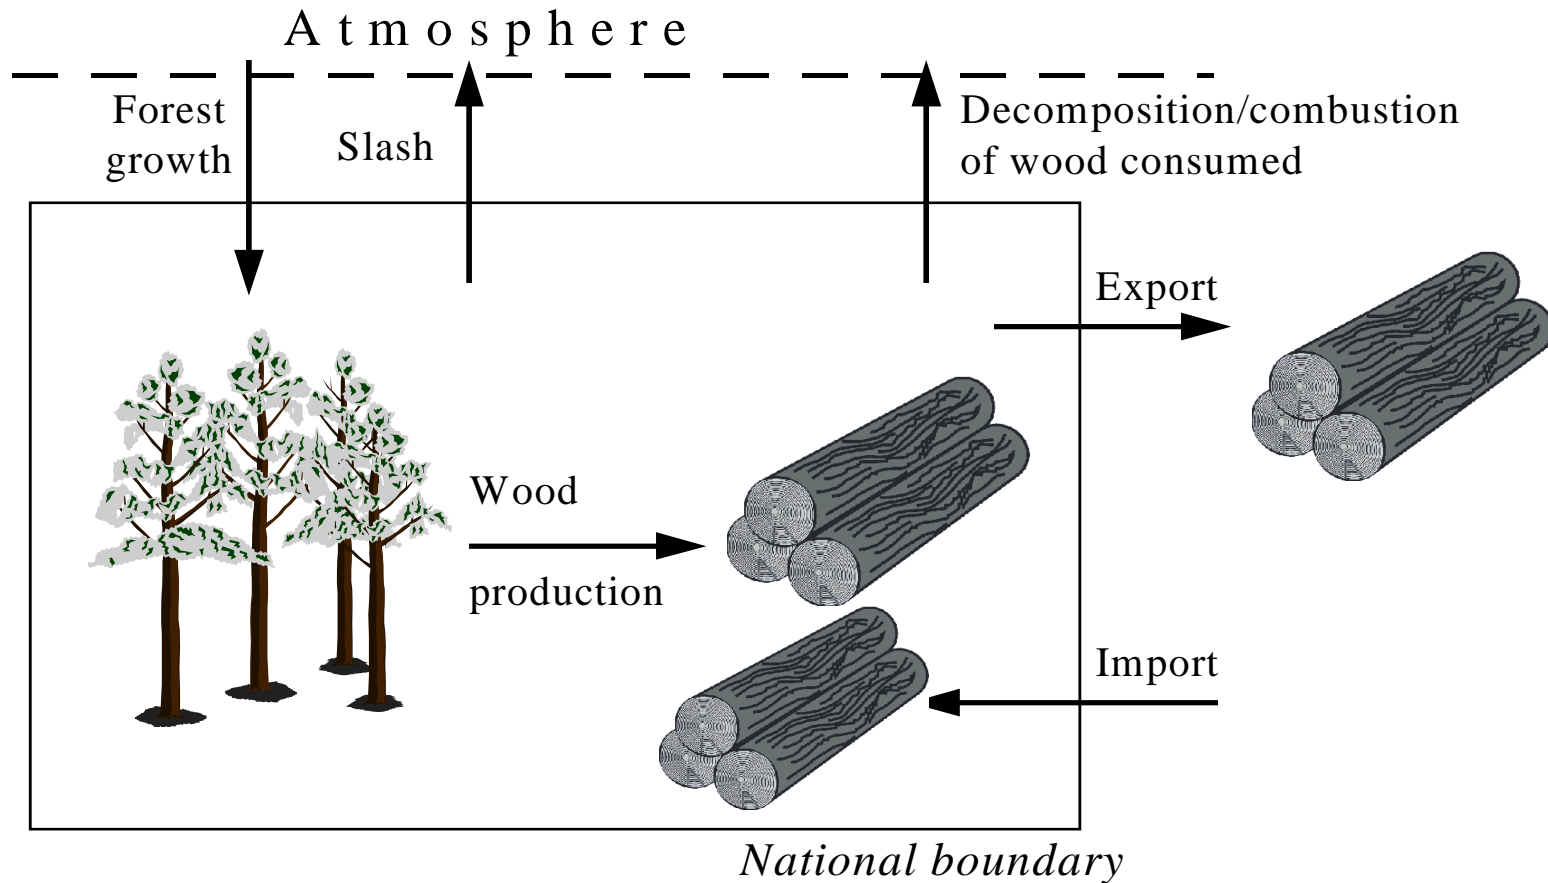 Atmosphere
Forest
growth
Slash
Decomposition/combustion
of wood consumed
Export
Wood
production
Import
National boundary